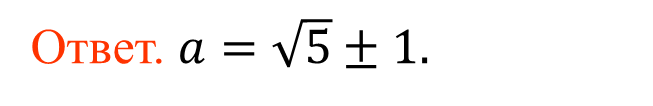 Ответ. a = √5 ± 1.